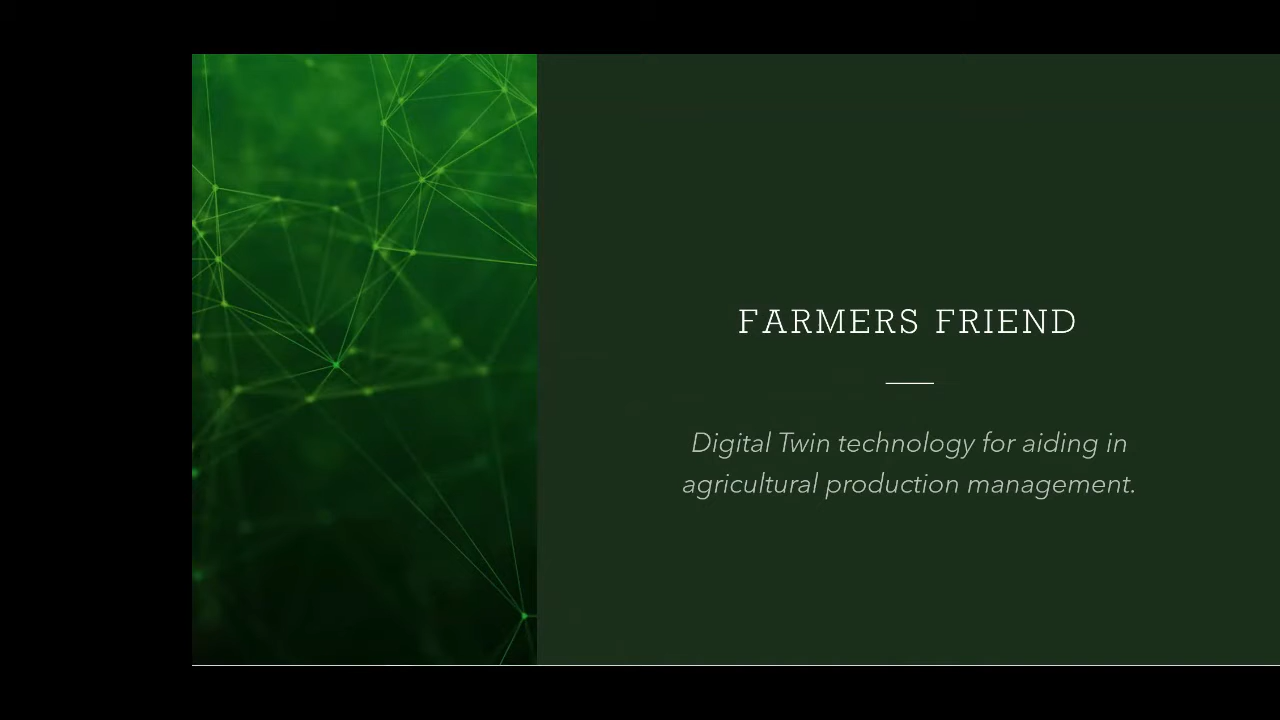 FARMERS FRIEND
Digital Twin technology for aiding in
agricultural production management.